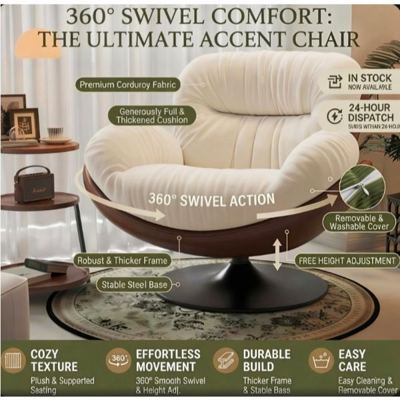 360° SWIVEL COMFORT:
THE ULTIMATE ACCENT CHAIR
Premium Corduroy Fabric
Generously Full &
Thickened Cushion
IN STOCK
NOW AVAILABLE
24-HOUR
DISPATCH
WITHIN 24-HOUR
360° SWIVEL ACTION
Removable &
Washable Cover
Robust & Thicker Frame
FREE HEIGHT ADJUSTMENT
Stable Steel Base
COZY
TEXTURE
Plush & Supported
Seating
360°
EFFORTLESS
MOVEMENT
360° Smooth Swivel
& Height Adj.
DURABLE
BUILD
Thicker Frame
& Stable Base
EASY
CARE
Easy Cleaning &
Removable Cover